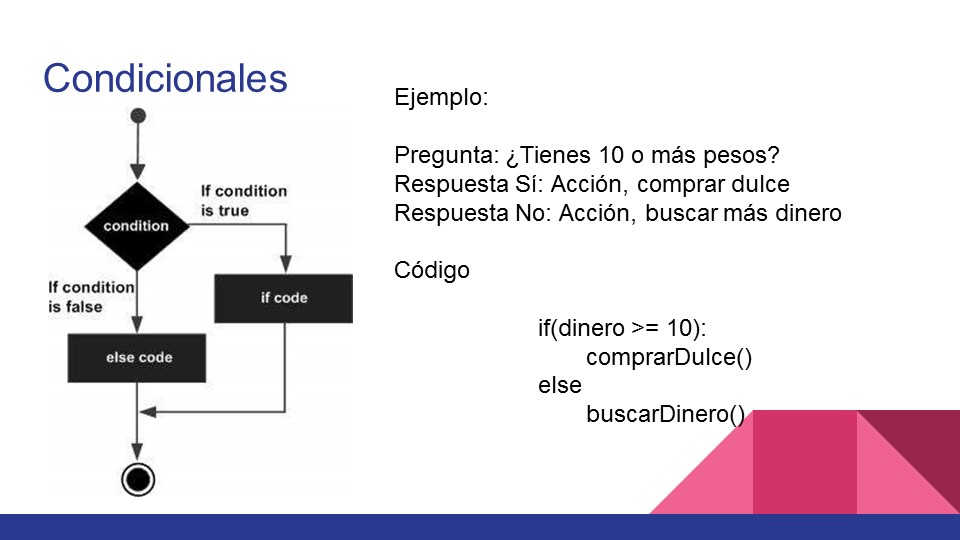 Condicionales
If condition
is true
condition
If condition
is false
if code
else code
Ejemplo:
Pregunta: ¿Tienes 10 o más pesos?
Respuesta Sí: Acción, comprar dulce
Respuesta No: Acción, buscar más dinero
Código
if(dinero >= 10):
comprarDulce()
else
buscarDinero()